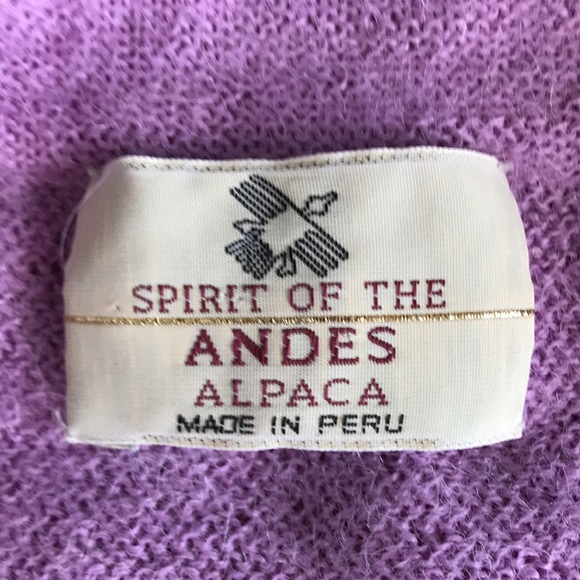 SPIRIT OF THE
ANDES
ALPACA
MADE IN PERU